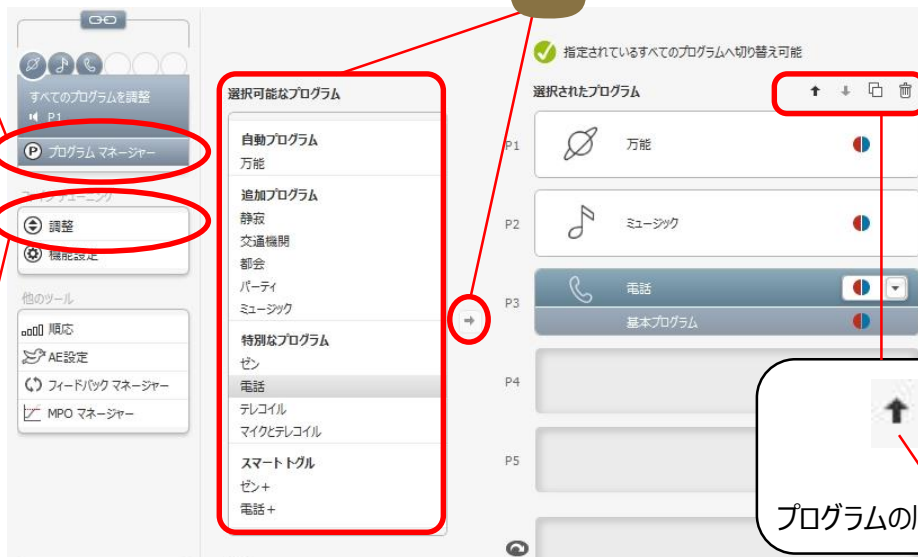 すべてのプログラムを調整
P1
P プログラム マネージャー
ファインチューニング
調整
機能設定
他のツール
順応
AE設定
フィードバック マネージャー
MPO マネージャー
選択可能なプログラム
自動プログラム
万能
追加プログラム
静寂
交通機関
都会
パーティ
ミュージック
特別なプログラム
ゼン
電話
テレコイル
マイクとテレコイル
スマートトグル
ゼン+
電話+
指定されているすべてのプログラムへ切り替え可能
選択されたプログラム
P1 万能
P2 ミュージック
P3 電話
基本プログラム
P4
P5
プログラムの